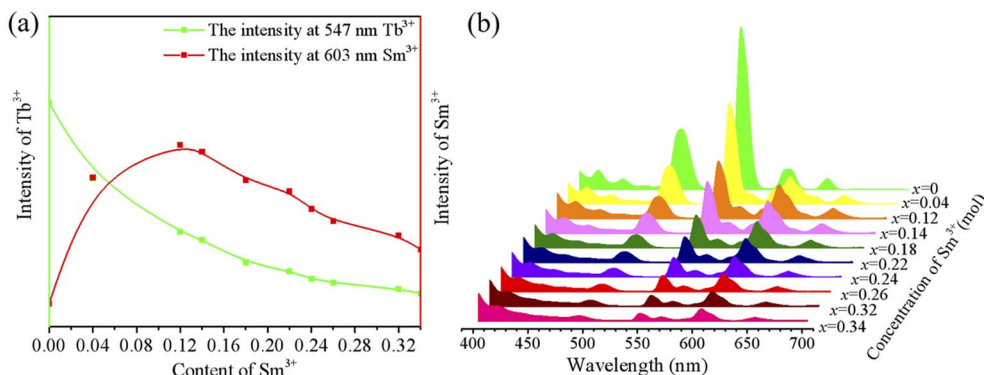 (a)
The intensity at 547 nm Tb³⁺
The intensity at 603 nm Sm³⁺
Intensity of Tb³⁺
Intensity of Sm³⁺
0.00 0.04 0.08 0.12 0.16 0.20 0.24 0.28 0.32
Content of Sm³⁺
(b)
x=0
x=0.04
x=0.12
x=0.14
x=0.18
x=0.22
x=0.24
x=0.26
x=0.32
x=0.34
Concentration of Sm³⁺(mol)
400 450 500 550 600 650 700
Wavelength (nm)